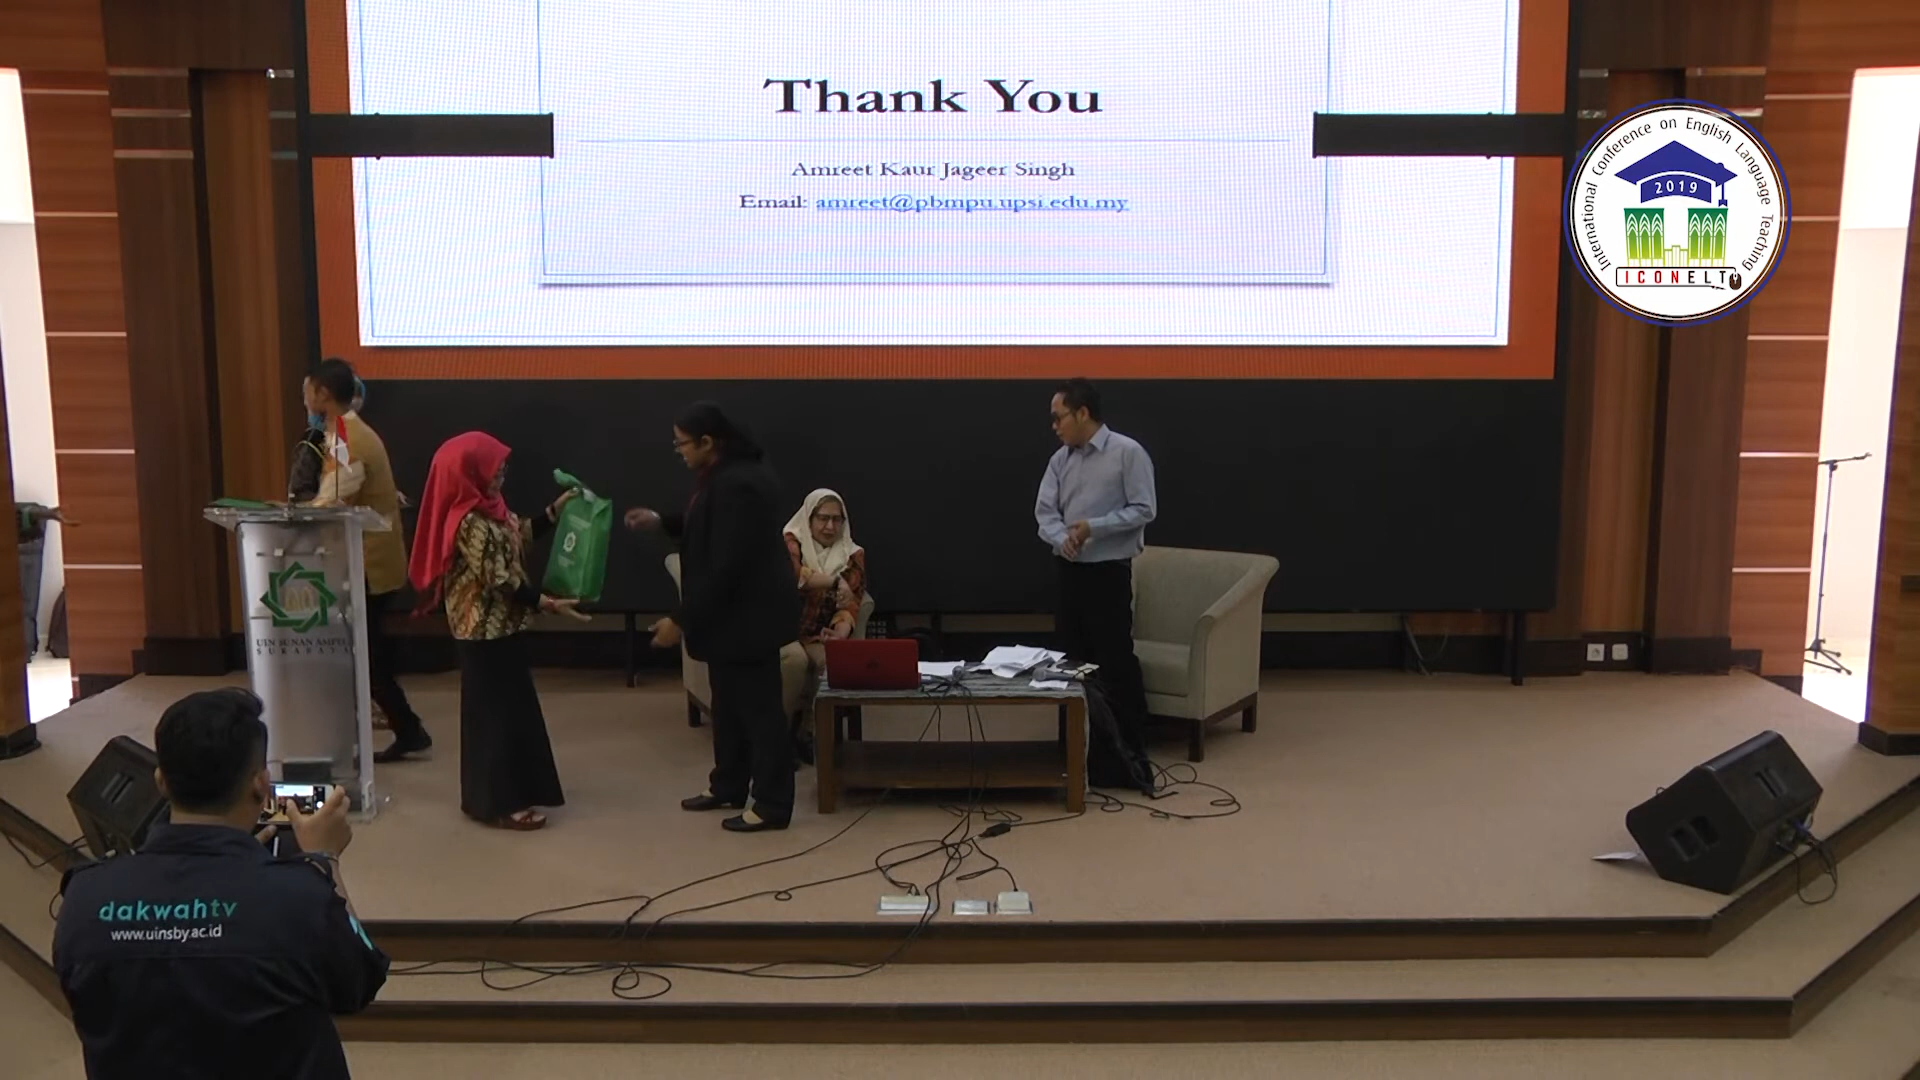 Thank You
Amreet Kaur Jageer Singh
Email: amreet@pbmpu.upsi.edu.my
International Conference on English Language Teaching
2019
ICONELT
UIN SUNAN AMPEL
SURABAYA
dakwahtv
www.uinsby.ac.id